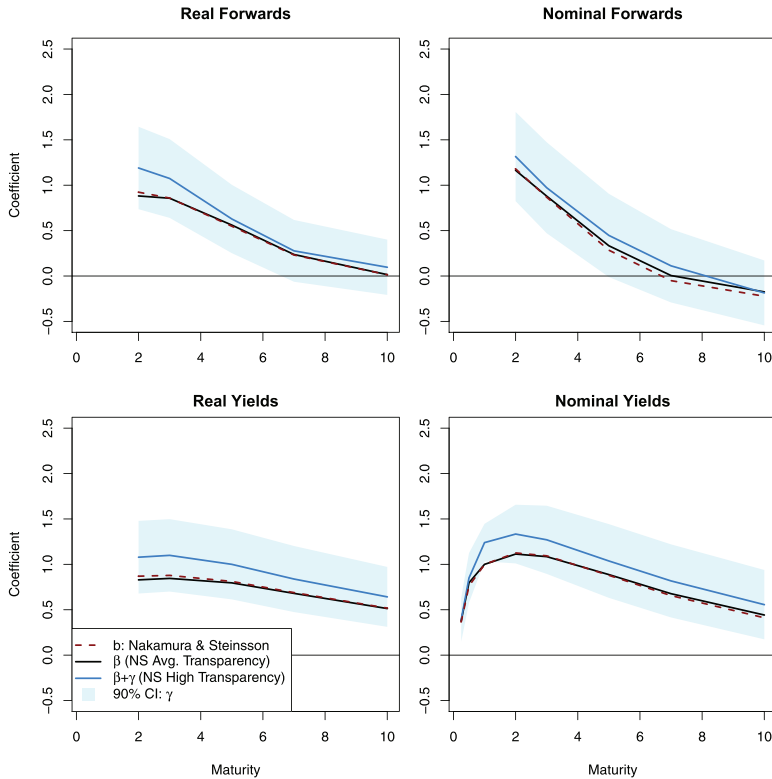 Real Forwards
Nominal Forwards
Coefficient
2.5
2.0
1.5
1.0
0.5
0.0
−0.5
0 2 4 6 8 10
2.5
2.0
1.5
1.0
0.5
0.0
−0.5
0 2 4 6 8 10
Real Yields
Nominal Yields
Coefficient
2.5
2.0
1.5
1.0
0.5
0.0
−0.5
b: Nakamura & Steinsson
β (NS Avg. Transparency)
β+γ (NS High Transparency)
90% CI: γ
0 2 4 6 8 10
Maturity
2.5
2.0
1.5
1.0
0.5
0.0
−0.5
0 2 4 6 8 10
Maturity